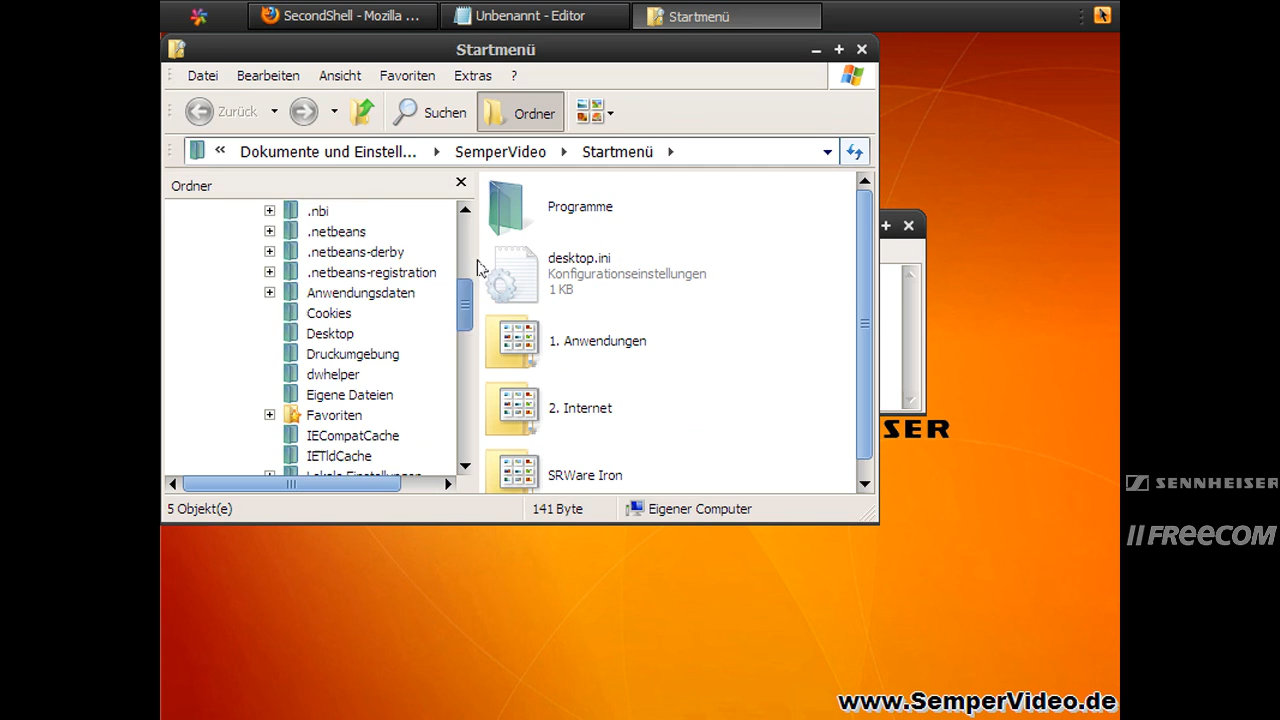 SecondShell - Mozilla ...
Unbenannt - Editor
Startmenü
Startmenü
Datei
Bearbeiten
Ansicht
Favoriten
Extras
?
Zurück
Suchen
Ordner
« Dokumente und Einstell... SemperVideo Startmenü
Ordner
.nbi
.netbeans
.netbeans-derby
.netbeans-registration
Anwendungsdaten
Cookies
Desktop
Druckumgebung
dwhelper
Eigene Dateien
Favoriten
IECompatCache
IETldCache
Lokale Einstellungen
Programme
desktop.ini
Konfigurationseinstellungen
1 KB
1. Anwendungen
2. Internet
SRWare Iron
5 Objekt(e)
141 Byte
Eigener Computer
SER
SENNHEISER
FREECOM
www.SemperVideo.de